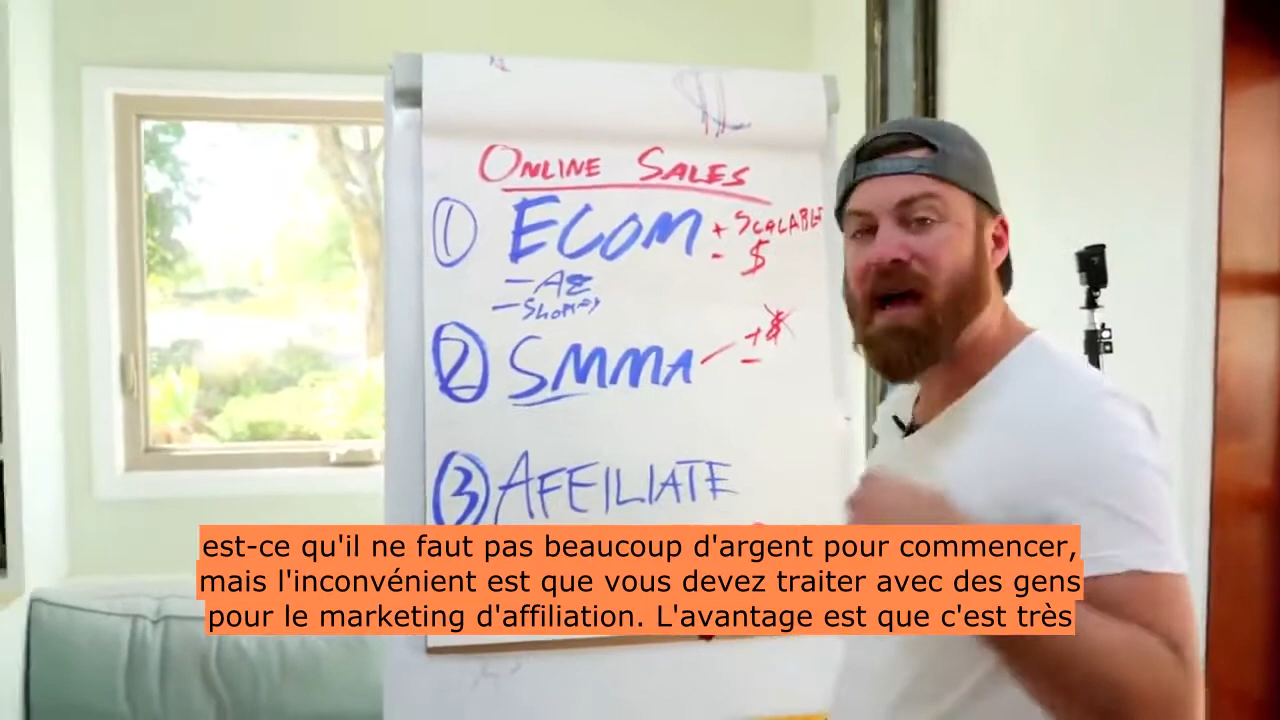 ONLINE SALES
① ECOM + SCALABLE
- $
- AZ
- Shopify
② SMMA - + $
-
③ AFFILIATE
est-ce qu'il ne faut pas beaucoup d'argent pour commencer,
mais l'inconvénient est que vous devez traiter avec des gens
pour le marketing d'affiliation. L'avantage est que c'est très